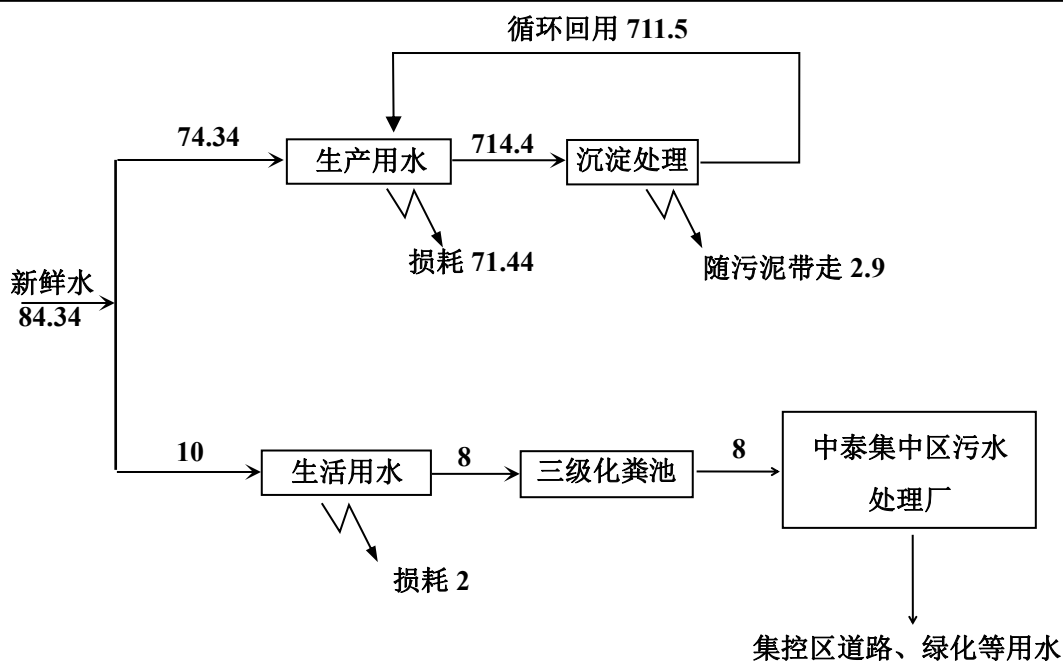 循环回用 711.5
74.34
生产用水
714.4
沉淀处理
损耗 71.44
随污泥带走 2.9
新鲜水
84.34
10
生活用水
8
三级化粪池
8
中泰集中区污水
处理厂
损耗 2
集控区道路、绿化等用水